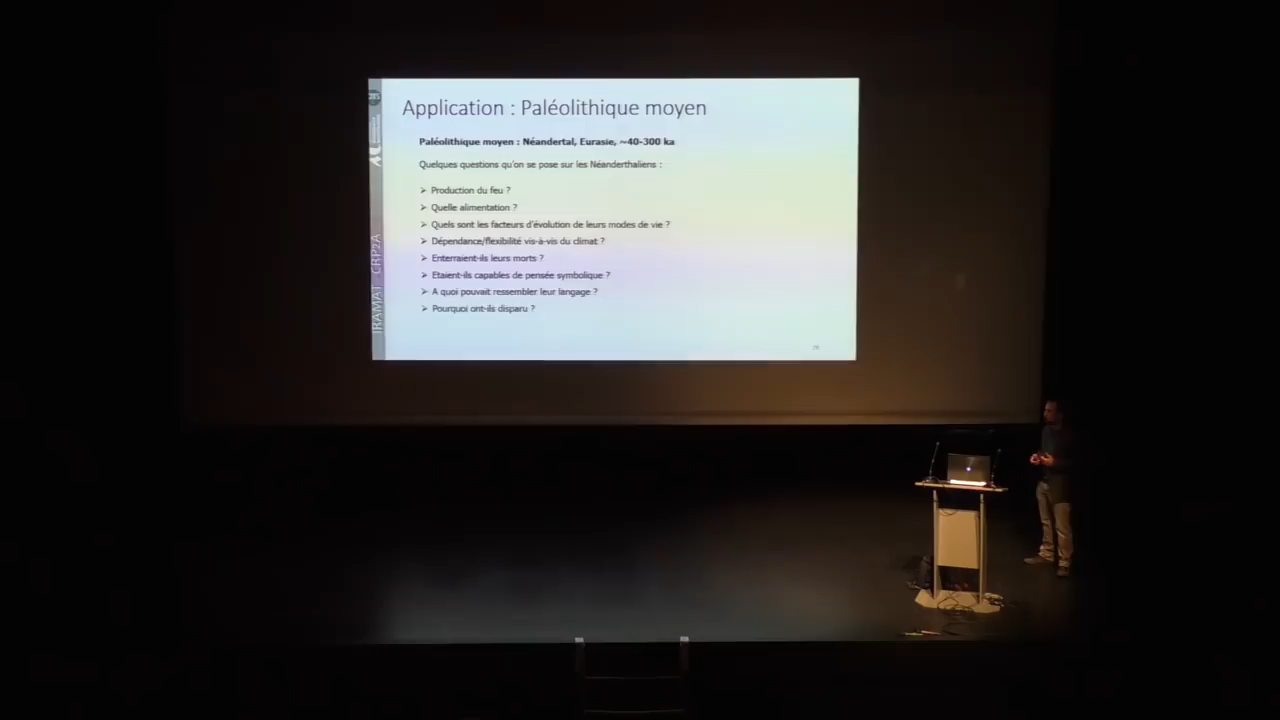 Application : Paléolithique moyen
Paléolithique moyen : Néandertal, Eurasie, ~40-300 ka
Quelques questions qu'on se pose sur les Néanderthaliens :
➢ Production du feu ?
➢ Quelle alimentation ?
➢ Quels sont les facteurs d'évolution de leurs modes de vie ?
➢ Dépendance/flexibilité vis-à-vis du climat ?
➢ Enterraient-ils leurs morts ?
➢ Etaient-ils capables de pensée symbolique ?
➢ A quoi pouvait ressembler leur langage ?
➢ Pourquoi ont-ils disparu ?
IRAMAT - CRP2A